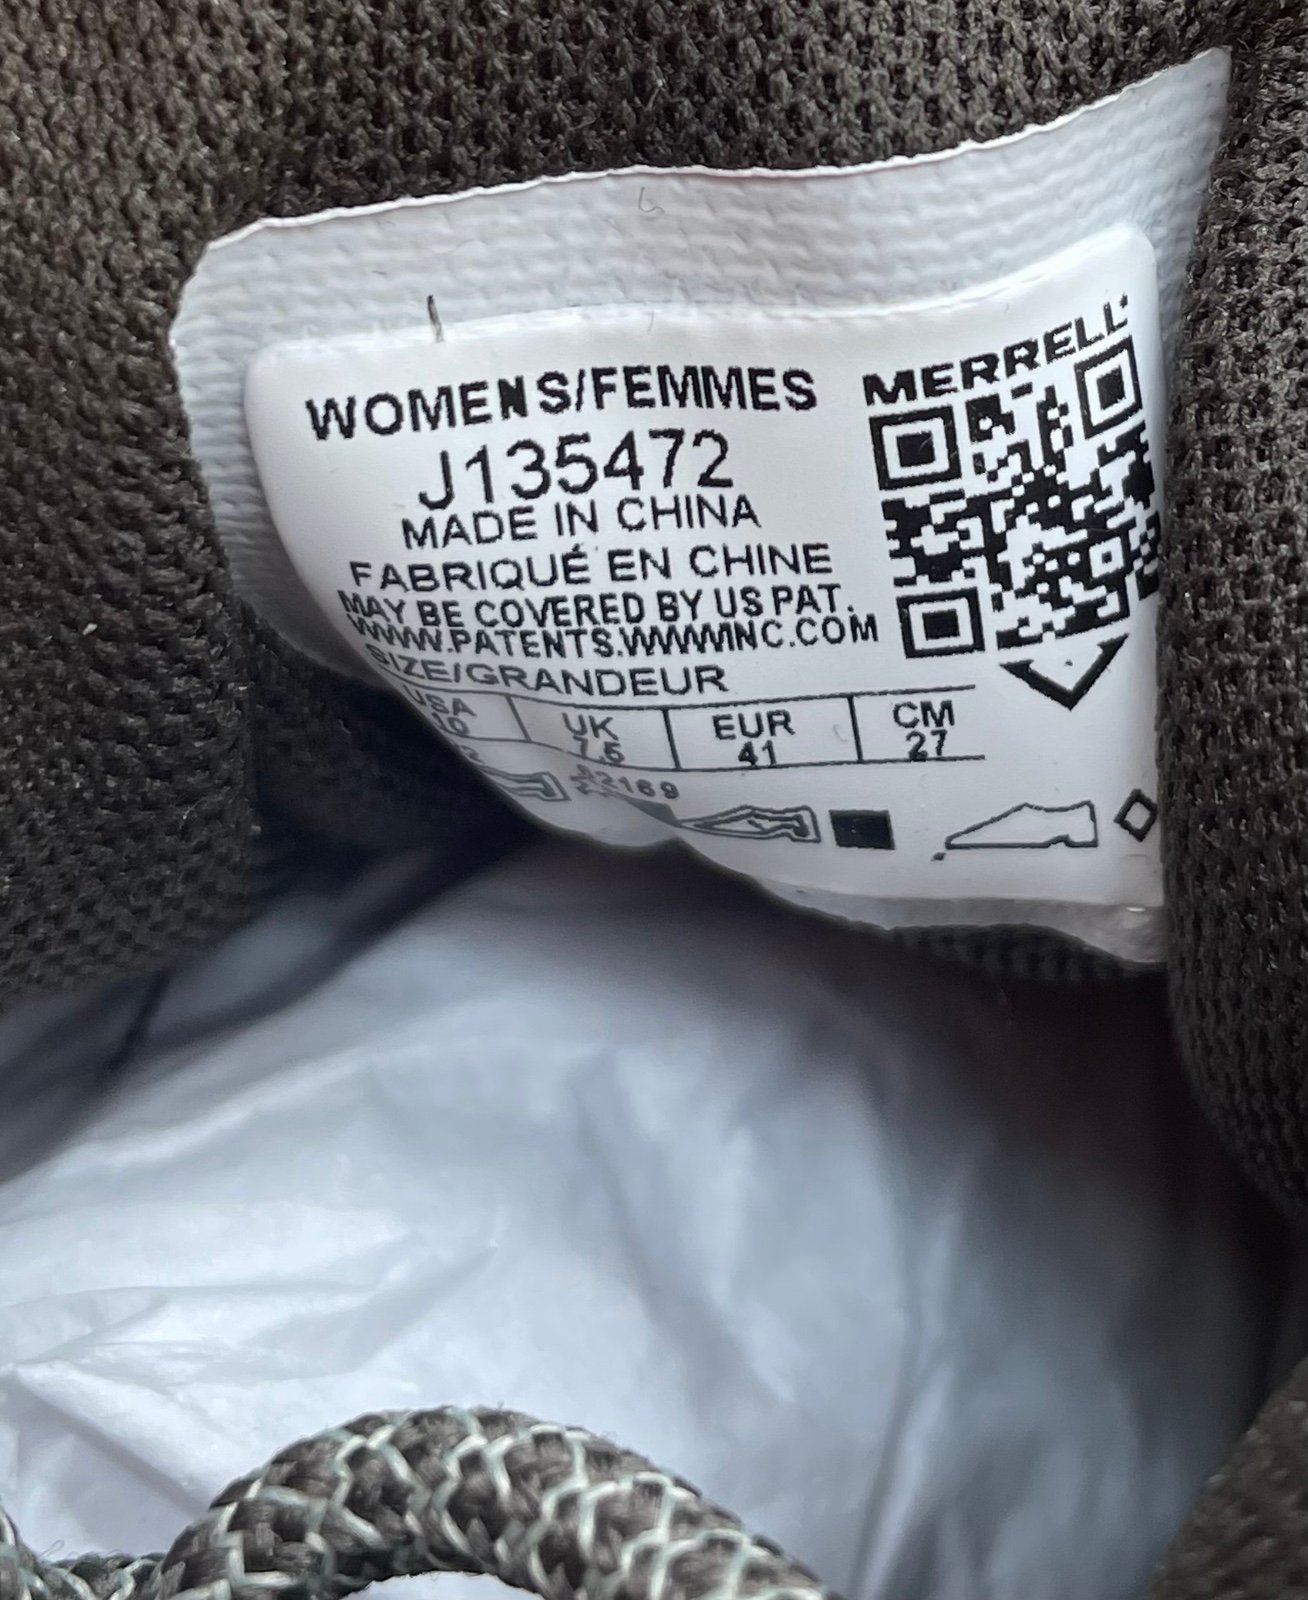 WOMENS/FEMMES
MERRELL
J135472
MADE IN CHINA
FABRIQUÉ EN CHINE
MAY BE COVERED BY US PAT.
WWW.PATENTS.WWWINC.COM
SIZE/GRANDEUR
USA UK EUR CM
10 7.5 41 27